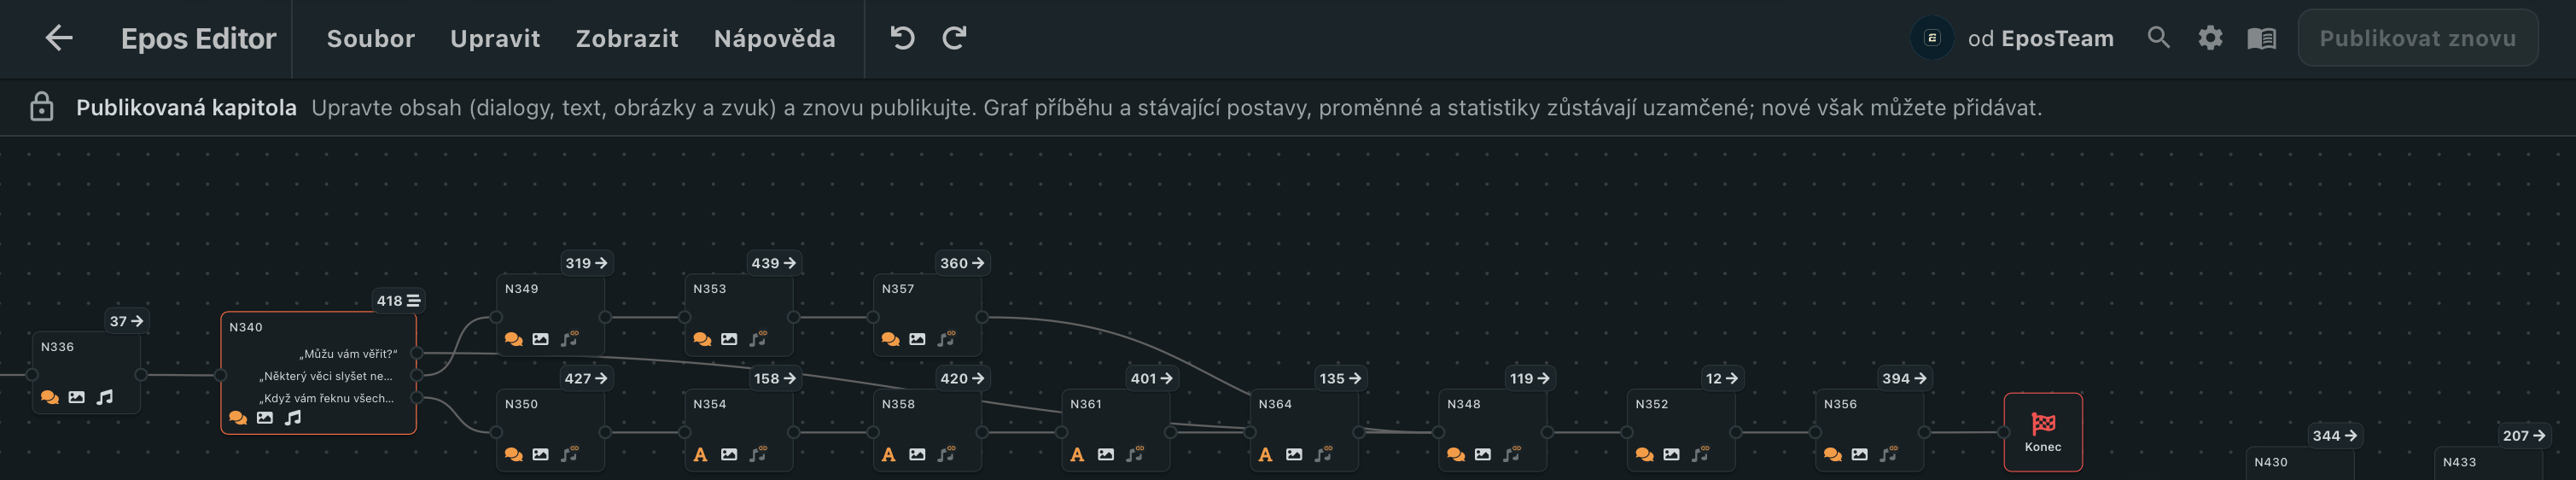 Epos Editor Soubor Upravit Zobrazit Nápověda od EposTeam Publikovat znovu
Publikovaná kapitola Upravte obsah (dialogy, text, obrázky a zvuk) a znovu publikujte. Graf příběhu a stávající postavy, proměnné a statistiky zůstávají uzamčené; nové však můžete přidávat.
37
N336
418
N340
„Můžu vám věřit?“
„Některý věci slyšet ne...
„Když vám řeknu všech...
319
N349
439
N353
360
N357
427
N350
158
N354
A
420
N358
A
401
N361
A
135
N364
A
119
N348
12
N352
394
N356
Konec
344
N430
207
N433